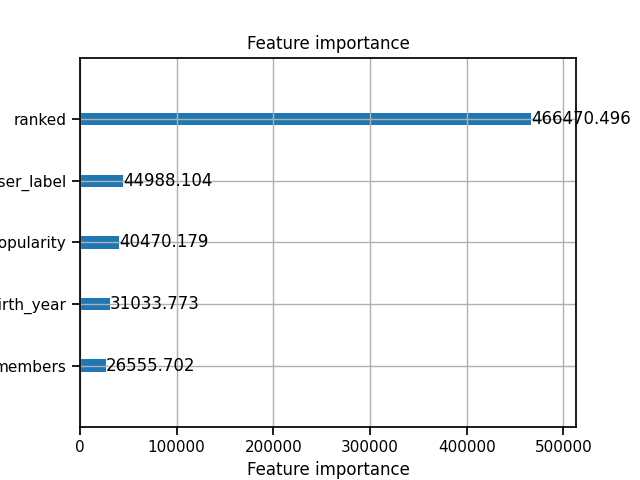 Feature importance
ranked
466470.496
ser_label
44988.104
opularity
40470.179
irth_year
31033.773
members
26555.702
0 100000 200000 300000 400000 500000
Feature importance